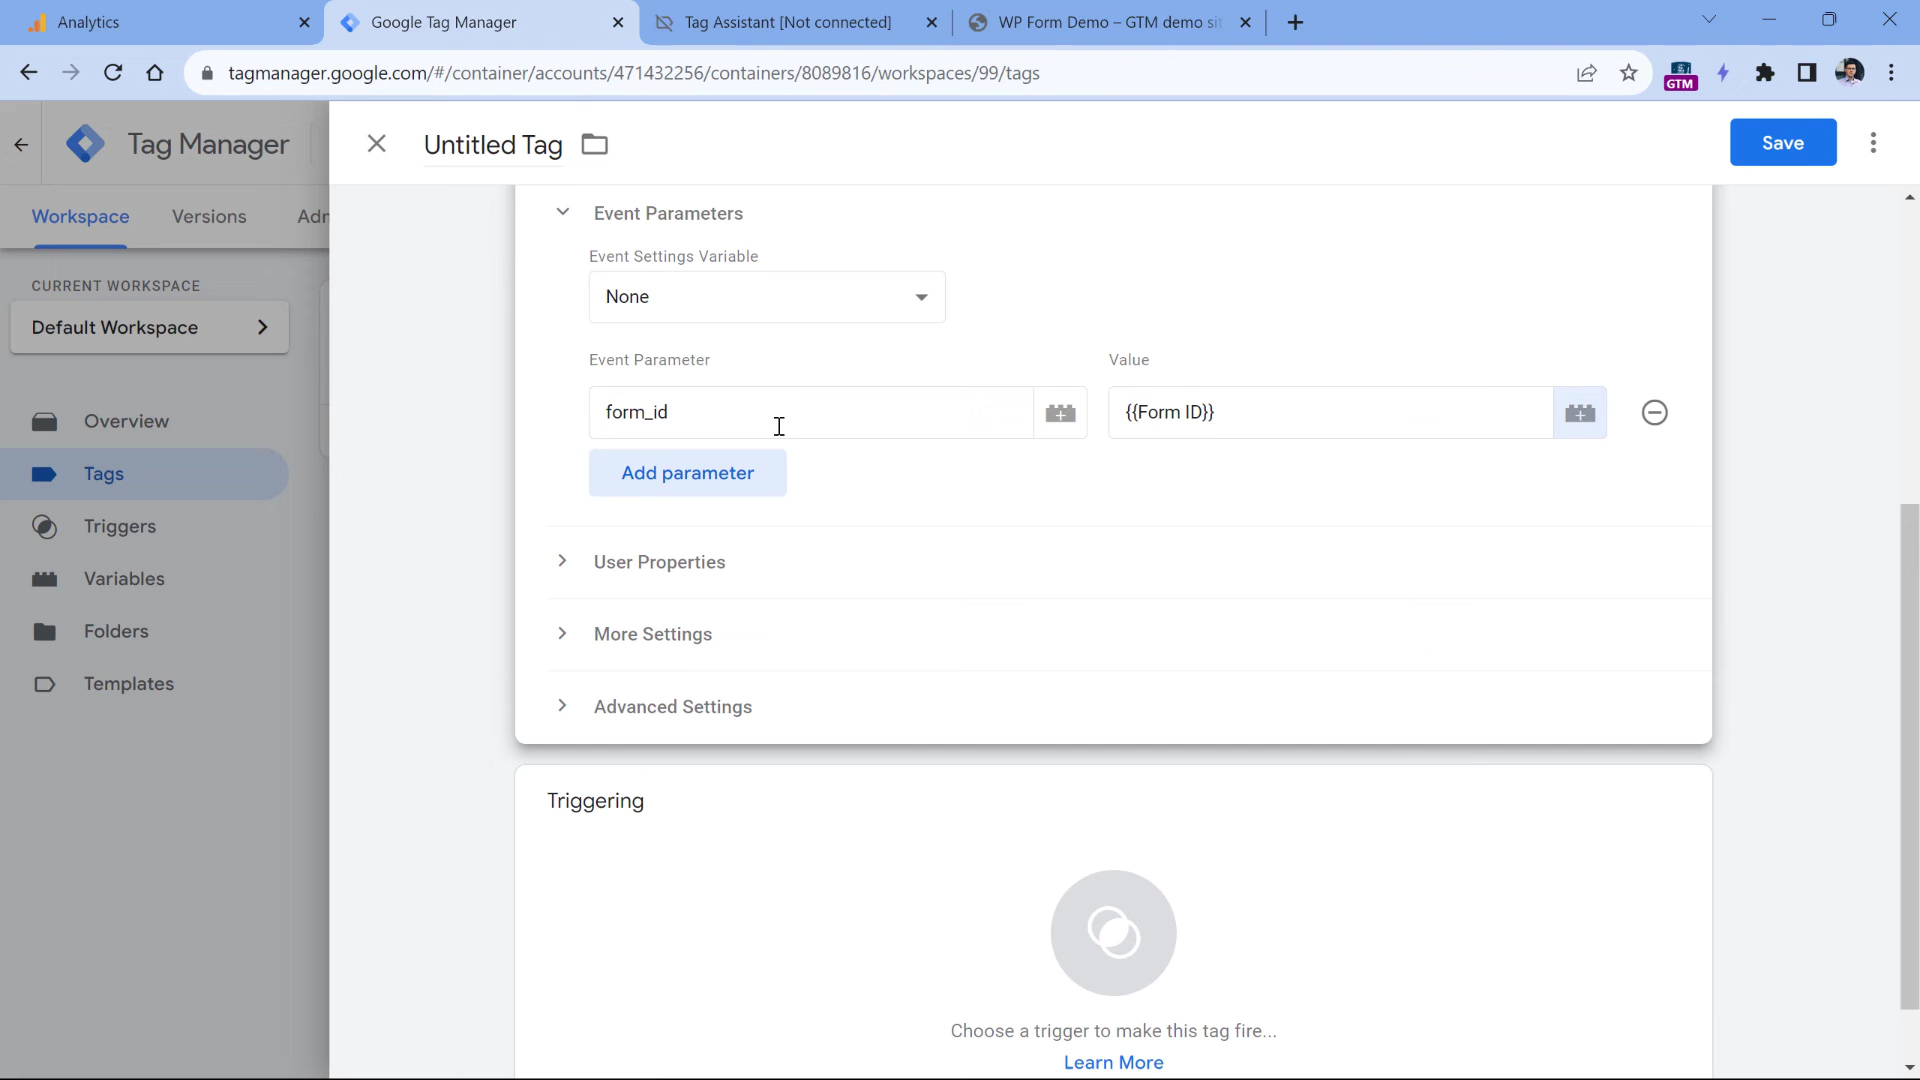 Analytics
Google Tag Manager
Tag Assistant [Not connected]
WP Form Demo – GTM demo sit
tagmanager.google.com/#/container/accounts/471432256/containers/8089816/workspaces/99/tags
GTM
Tag Manager
Untitled Tag
Save
Workspace
Versions
Adr
Event Parameters
Event Settings Variable
CURRENT WORKSPACE
None
Default Workspace
Event Parameter
Value
form_id
{{Form ID}}
Overview
Add parameter
Tags
Triggers
User Properties
Variables
Folders
More Settings
Templates
Advanced Settings
Triggering
Choose a trigger to make this tag fire...
Learn More